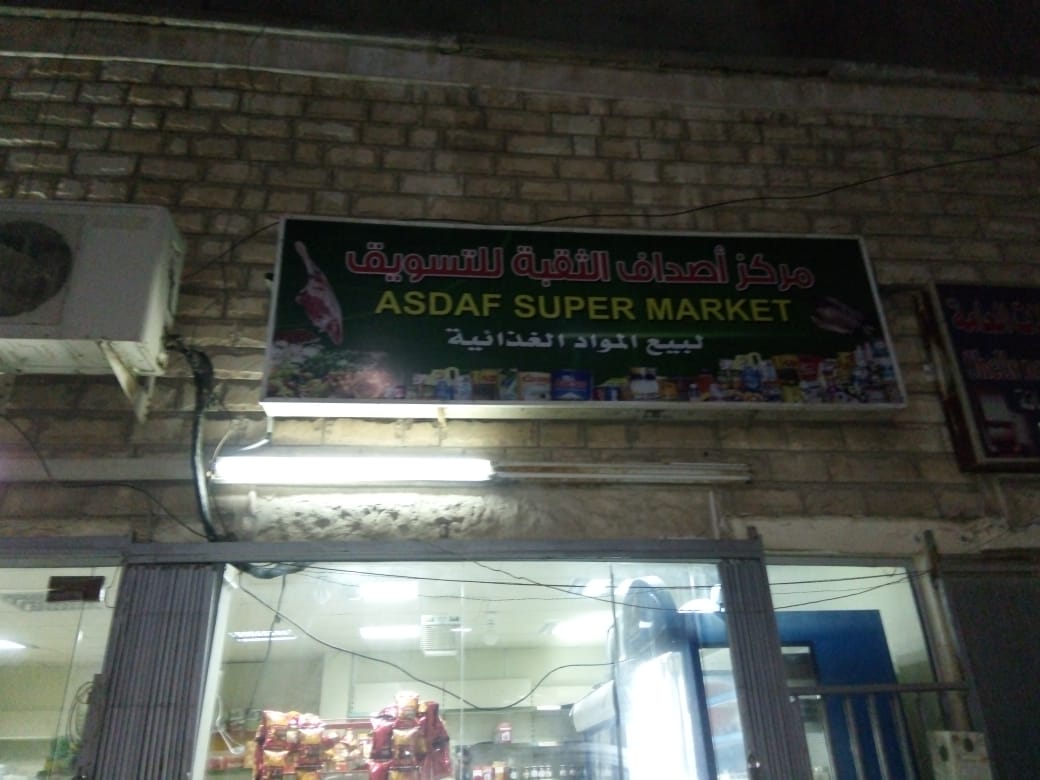 مركز أصداف الثقبة للتسويق
ASDAF SUPER MARKET
لبيع المواد الغذائية